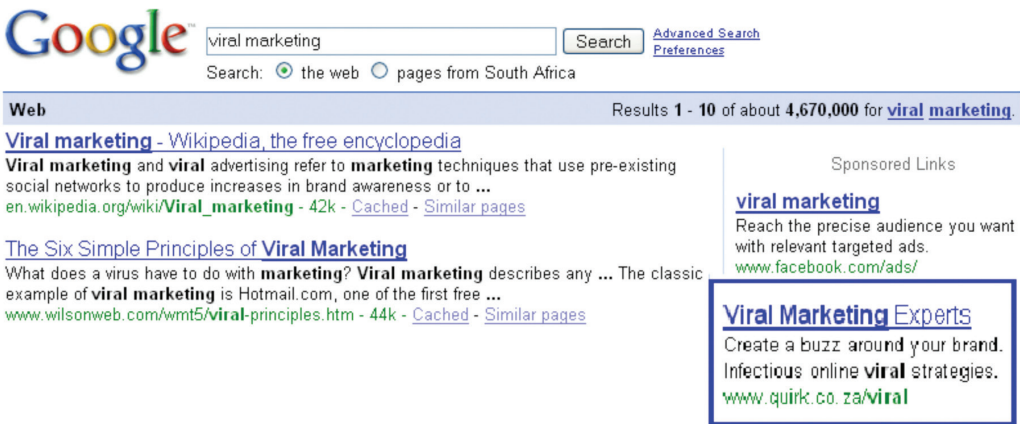 Google™
viral marketing
Search
Advanced Search
Preferences
Search: the web pages from South Africa
Web
Results 1 - 10 of about 4,670,000 for viral marketing.
Viral marketing - Wikipedia, the free encyclopedia
Viral marketing and viral advertising refer to marketing techniques that use pre-existing
social networks to produce increases in brand awareness or to ...
en.wikipedia.org/wiki/Viral_marketing - 42k - Cached - Similar pages
The Six Simple Principles of Viral Marketing
What does a virus have to do with marketing? Viral marketing describes any ... The classic
example of viral marketing is Hotmail.com, one of the first free ...
www.wilsonweb.com/wmt5/viral-principles.htm - 44k - Cached - Similar pages
Sponsored Links
viral marketing
Reach the precise audience you want
with relevant targeted ads.
www.facebook.com/ads/
Viral Marketing Experts
Create a buzz around your brand.
Infectious online viral strategies.
www.quirk.co.za/viral